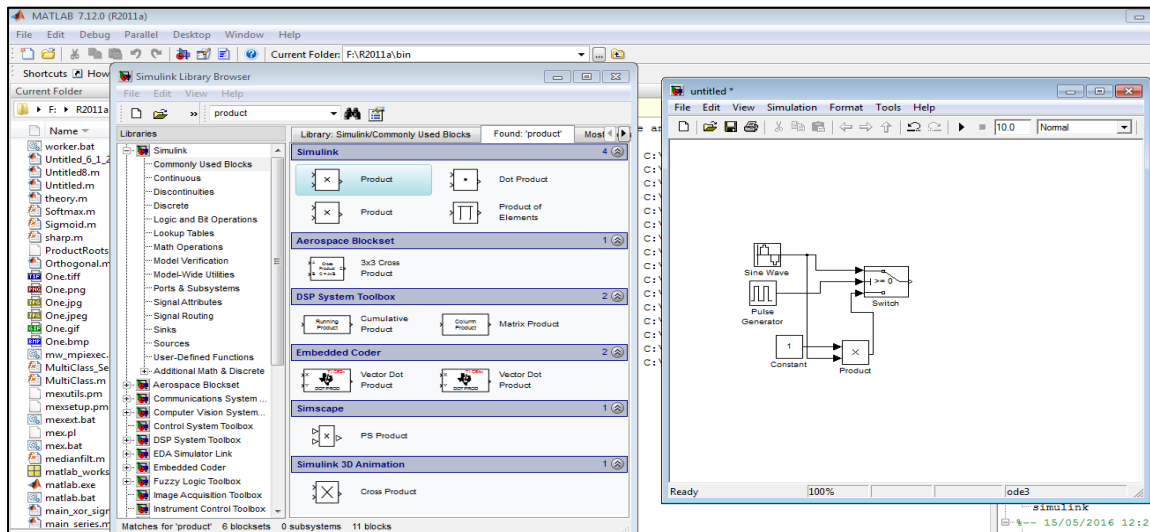 MATLAB 7.12.0 (R2011a)
File Edit Debug Parallel Desktop Window Help
Current Folder: F:\R2011a\bin
Shortcuts How
Current Folder
F: R2011a
Name
worker.bat
Untitled_6_1_2
Untitled8.m
Untitled.m
theory.m
Softmax.m
Sigmoid.m
sharp.m
ProductRoots
Orthogonal.m
One.tiff
One.png
One.jpg
One.jpeg
One.gif
One.bmp
mw_mpiexec.
MultiClass_Se
MultiClass.m
mexutils.pm
mexsetup.pm
mexext.bat
mex.pl
mex.bat
medianfilt.m
matlab_works
matlab.exe
matlab.bat
main_xor_sign
main_series.m
Simulink Library Browser
File Edit View Help
» product
Libraries
Simulink
Commonly Used Blocks
Continuous
Discontinuities
Discrete
Logic and Bit Operations
Lookup Tables
Math Operations
Model Verification
Model-Wide Utilities
Ports & Subsystems
Signal Attributes
Signal Routing
Sinks
Sources
User-Defined Functions
Additional Math & Discrete
Aerospace Blockset
Communications System ...
Computer Vision System...
Control System Toolbox
DSP System Toolbox
EDA Simulator Link
Embedded Coder
Fuzzy Logic Toolbox
Image Acquisition Toolbox
Instrument Control Toolbox
Library: Simulink/Commonly Used Blocks Found: 'product' Most
Simulink 4
Product Dot Product
Product Product of
Elements
Aerospace Blockset 1
3x3 Cross
Product
DSP System Toolbox 2
Running
Product
Cumulative
Product
Column
Product
Matrix Product
Embedded Coder 2
Vector Dot
Product
Vector Dot
Product
Simscape 1
PS Product
Simulink 3D Animation 1
Cross Product
Matches for 'product' 6 blocksets 0 subsystems 11 blocks
untitled *
File Edit View Simulation Format Tools Help
10.0 Normal
Sine Wave
>= 0
Switch
Pulse
Generator
1
Constant
Product
Ready 100% ode3
simulink
%-- 15/05/2016 12:2